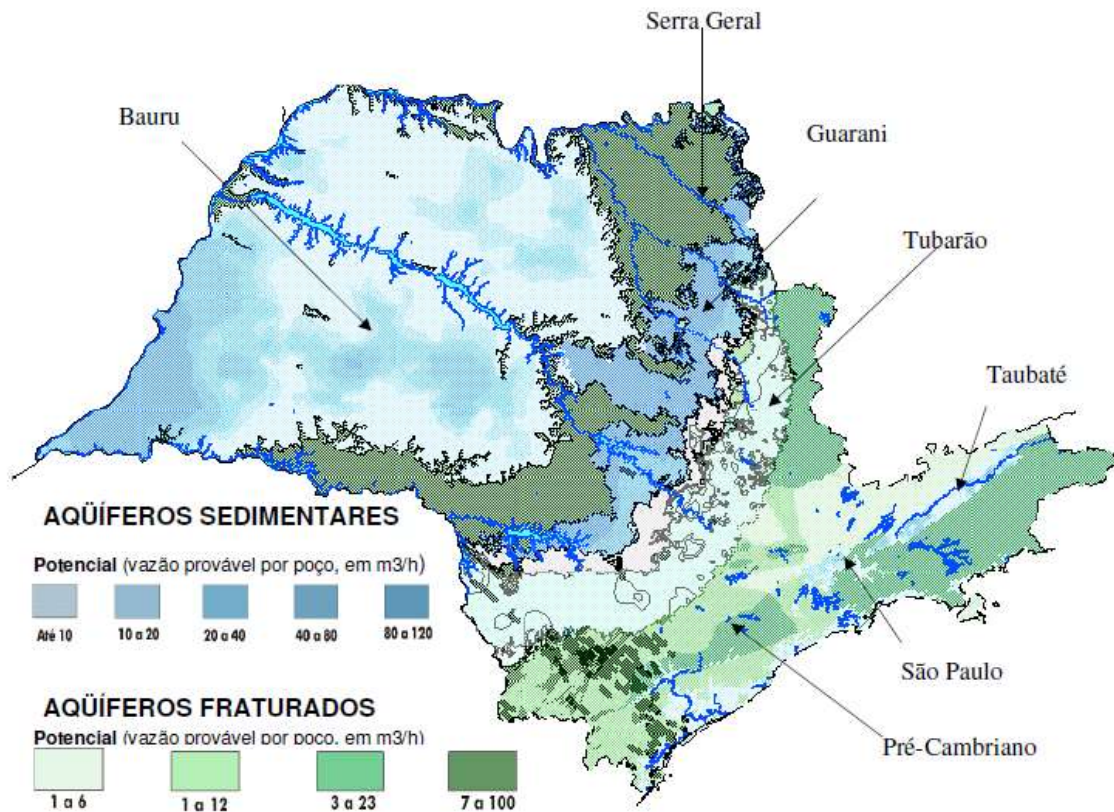 Serra Geral
Bauru
Guarani
Tubarão
Taubaté
AQÜÍFEROS SEDIMENTARES
Potencial (vazão provável por poço, em m3/h)
Até 10
10 a 20
20 a 40
40 a 80
80 a 120
São Paulo
AQÜÍFEROS FRATURADOS
Potencial (vazão provável por poço, em m3/h)
Pré-Cambriano
1 a 6
1 a 12
3 a 23
7 a 100